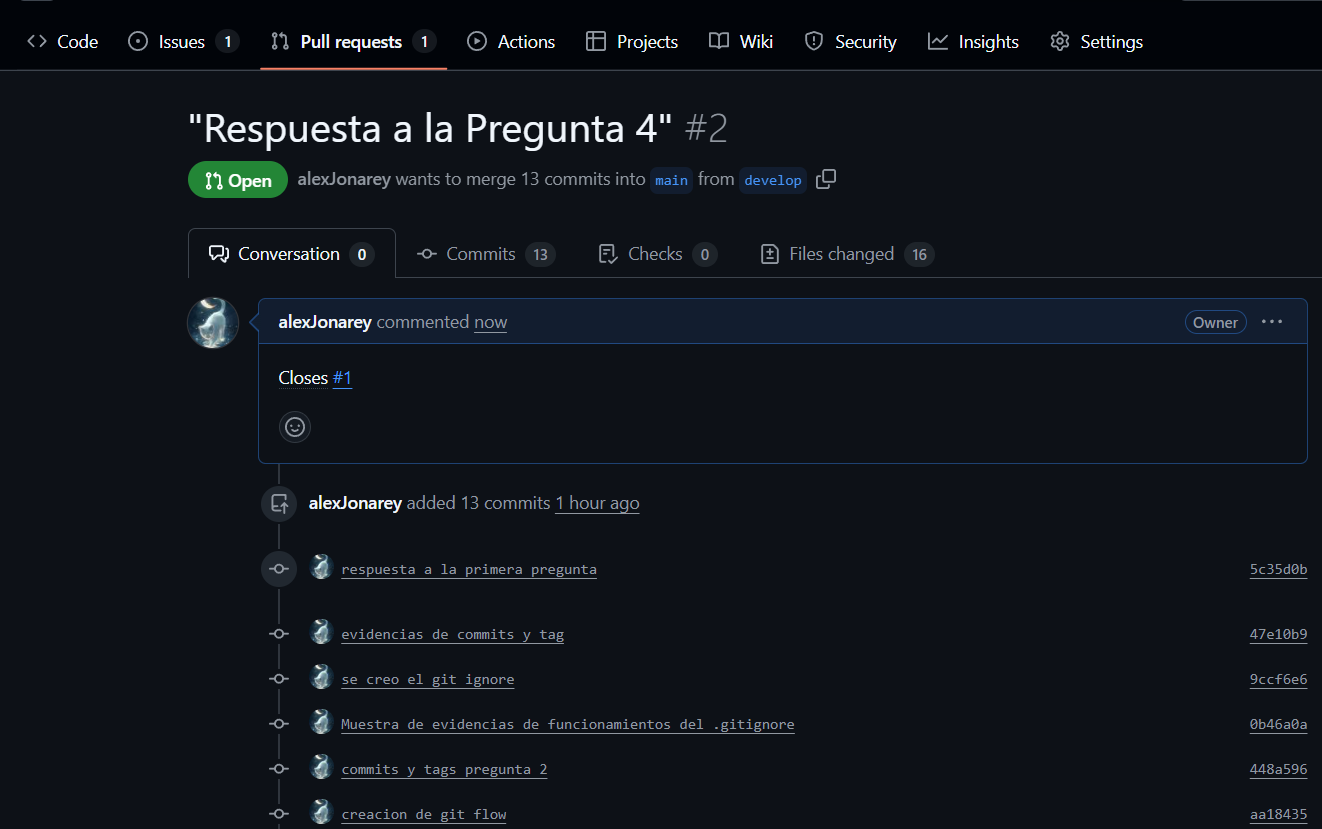 Code Issues 1 Pull requests 1 Actions Projects Wiki Security Insights Settings
"Respuesta a la Pregunta 4" #2
Open alexJonarey wants to merge 13 commits into main from develop
Conversation 0 Commits 13 Checks 0 Files changed 16
alexJonarey commented now Owner
Closes #1
alexJonarey added 13 commits 1 hour ago
respuesta a la primera pregunta 5c35d0b
evidencias de commits y tag 47e10b9
se creo el git ignore 9ccf6e6
Muestra de evidencias de funcionamientos del .gitignore 0b46a0a
commits y tags pregunta 2 448a596
creacion de git flow aa18435